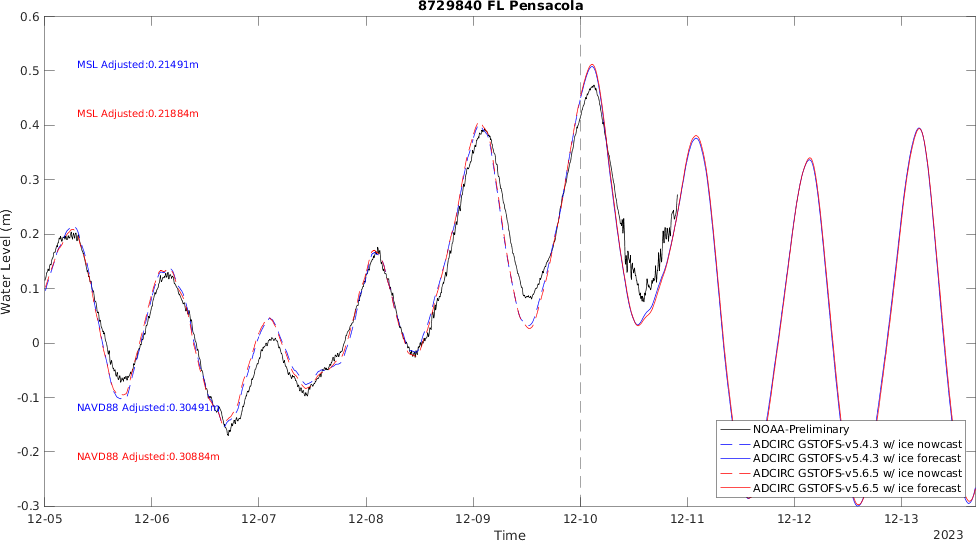 8729840 FL Pensacola
0.6
0.5
0.4
0.3
0.2
0.1
0
-0.1
-0.2
-0.3
Water Level (m)
MSL Adjusted:0.21491m
MSL Adjusted:0.21884m
NAVD88 Adjusted:0.30491m
NAVD88 Adjusted:0.30884m
NOAA-Preliminary
ADCIRC GSTOFS-v5.4.3 w/ ice nowcast
ADCIRC GSTOFS-v5.4.3 w/ ice forecast
ADCIRC GSTOFS-v5.6.5 w/ ice nowcast
ADCIRC GSTOFS-v5.6.5 w/ ice forecast
12-05 12-06 12-07 12-08 12-09 12-10 12-11 12-12 12-13
Time
2023